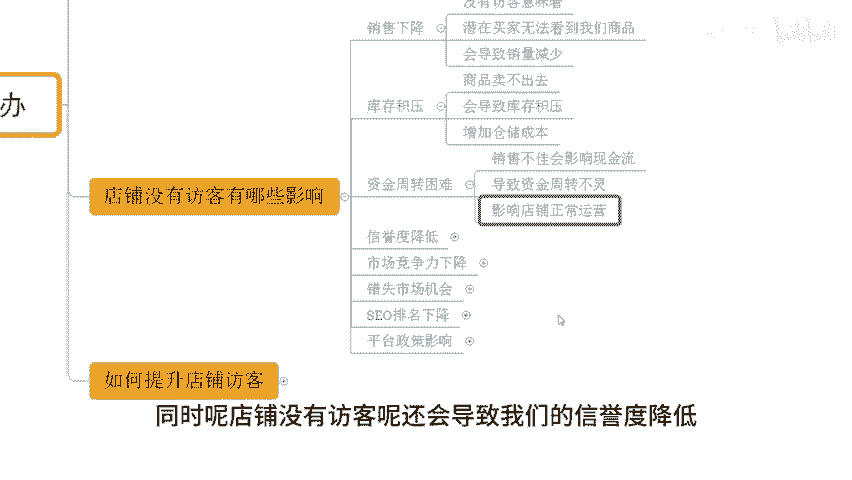 没有访客意味着
销售下降
潜在买家无法看到我们商品
会导致销量减少
商品卖不出去
库存积压
会导致库存积压
增加仓储成本
销售不佳会影响现金流
资金周转困难
导致资金周转不灵
影响店铺正常运营
办
店铺没有访客有哪些影响
信誉度降低
市场竞争力下降
错失市场机会
SEO排名下降
平台政策影响
如何提升店铺访客
同时呢店铺没有访客呢还会导致我们的信誉度降低